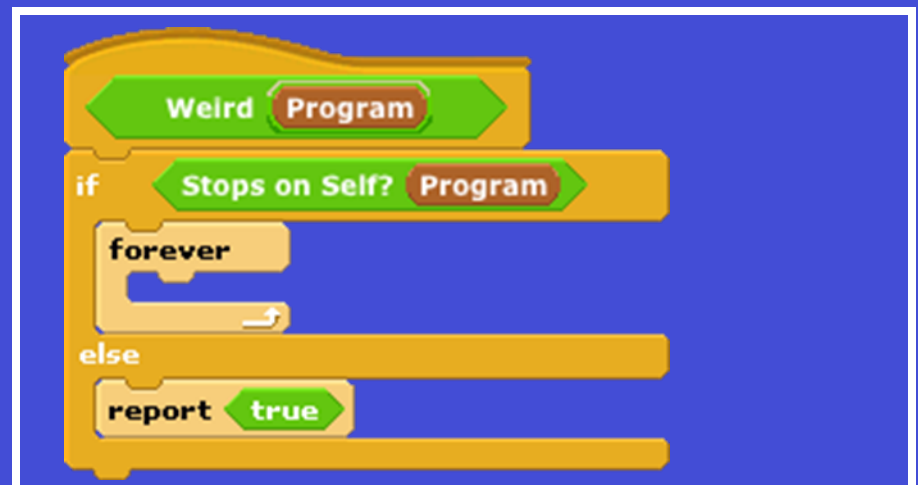 Weird Program
if Stops on Self? Program
forever
else
report true